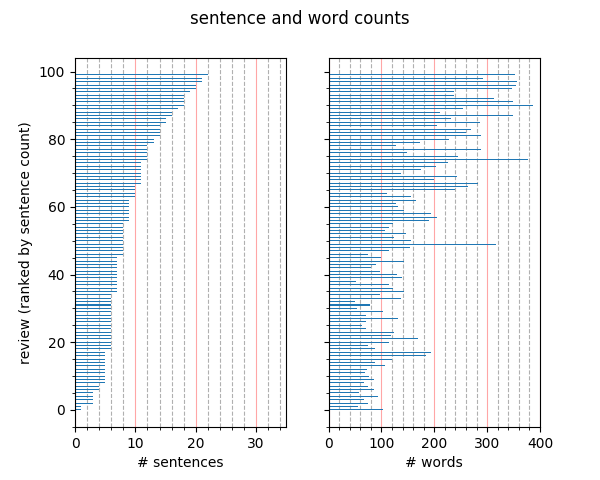 sentence and word counts
100
80
60
40
20
0
review (ranked by sentence count)
0 10 20 30
# sentences
0 100 200 300 400
# words